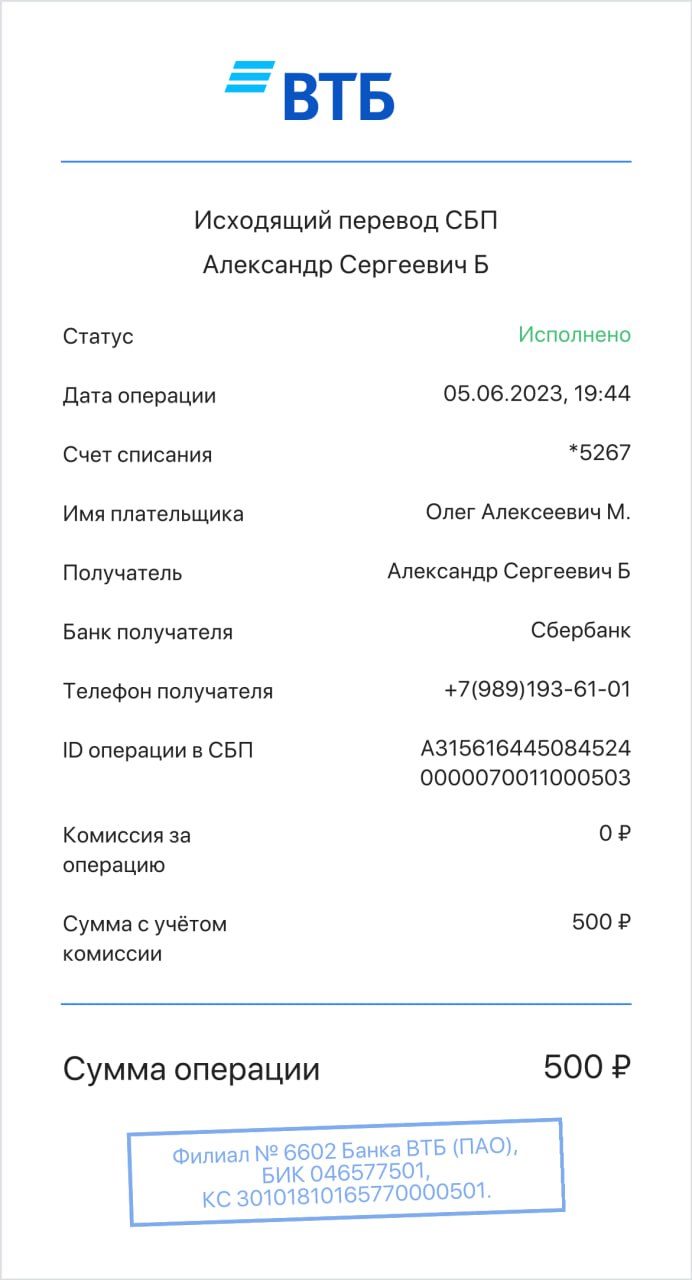 ВТБ
Исходящий перевод СБП
Александр Сергеевич Б
Статус Исполнено
Дата операции 05.06.2023, 19:44
Счет списания *5267
Имя плательщика Олег Алексеевич М.
Получатель Александр Сергеевич Б
Банк получателя Сбербанк
Телефон получателя +7(989)193-61-01
ID операции в СБП A315616445084524
0000070011000503
Комиссия за 0 ₽
операцию
Сумма с учётом 500 ₽
комиссии
Сумма операции 500 ₽
Филиал № 6602 Банка ВТБ (ПАО),
БИК 046577501,
КС 30101810165770000501.